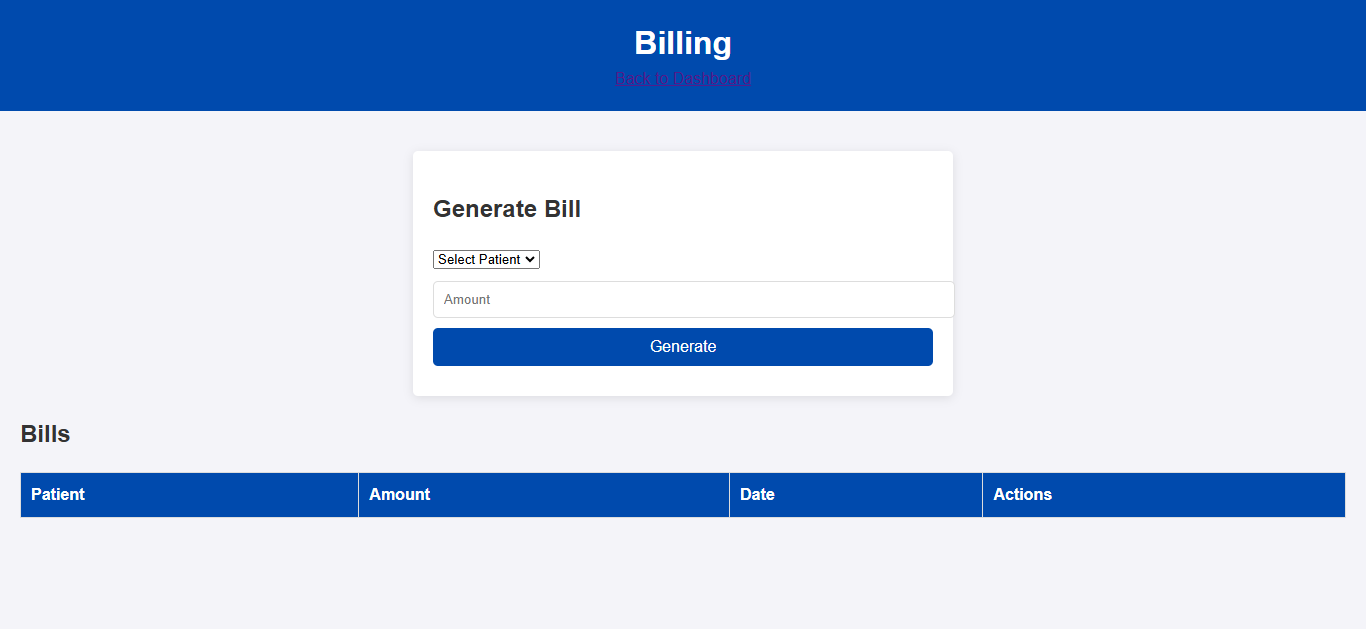 Billing
Back to Dashboard
Generate Bill
Select Patient
Amount
Generate
Bills
Patient Amount Date Actions